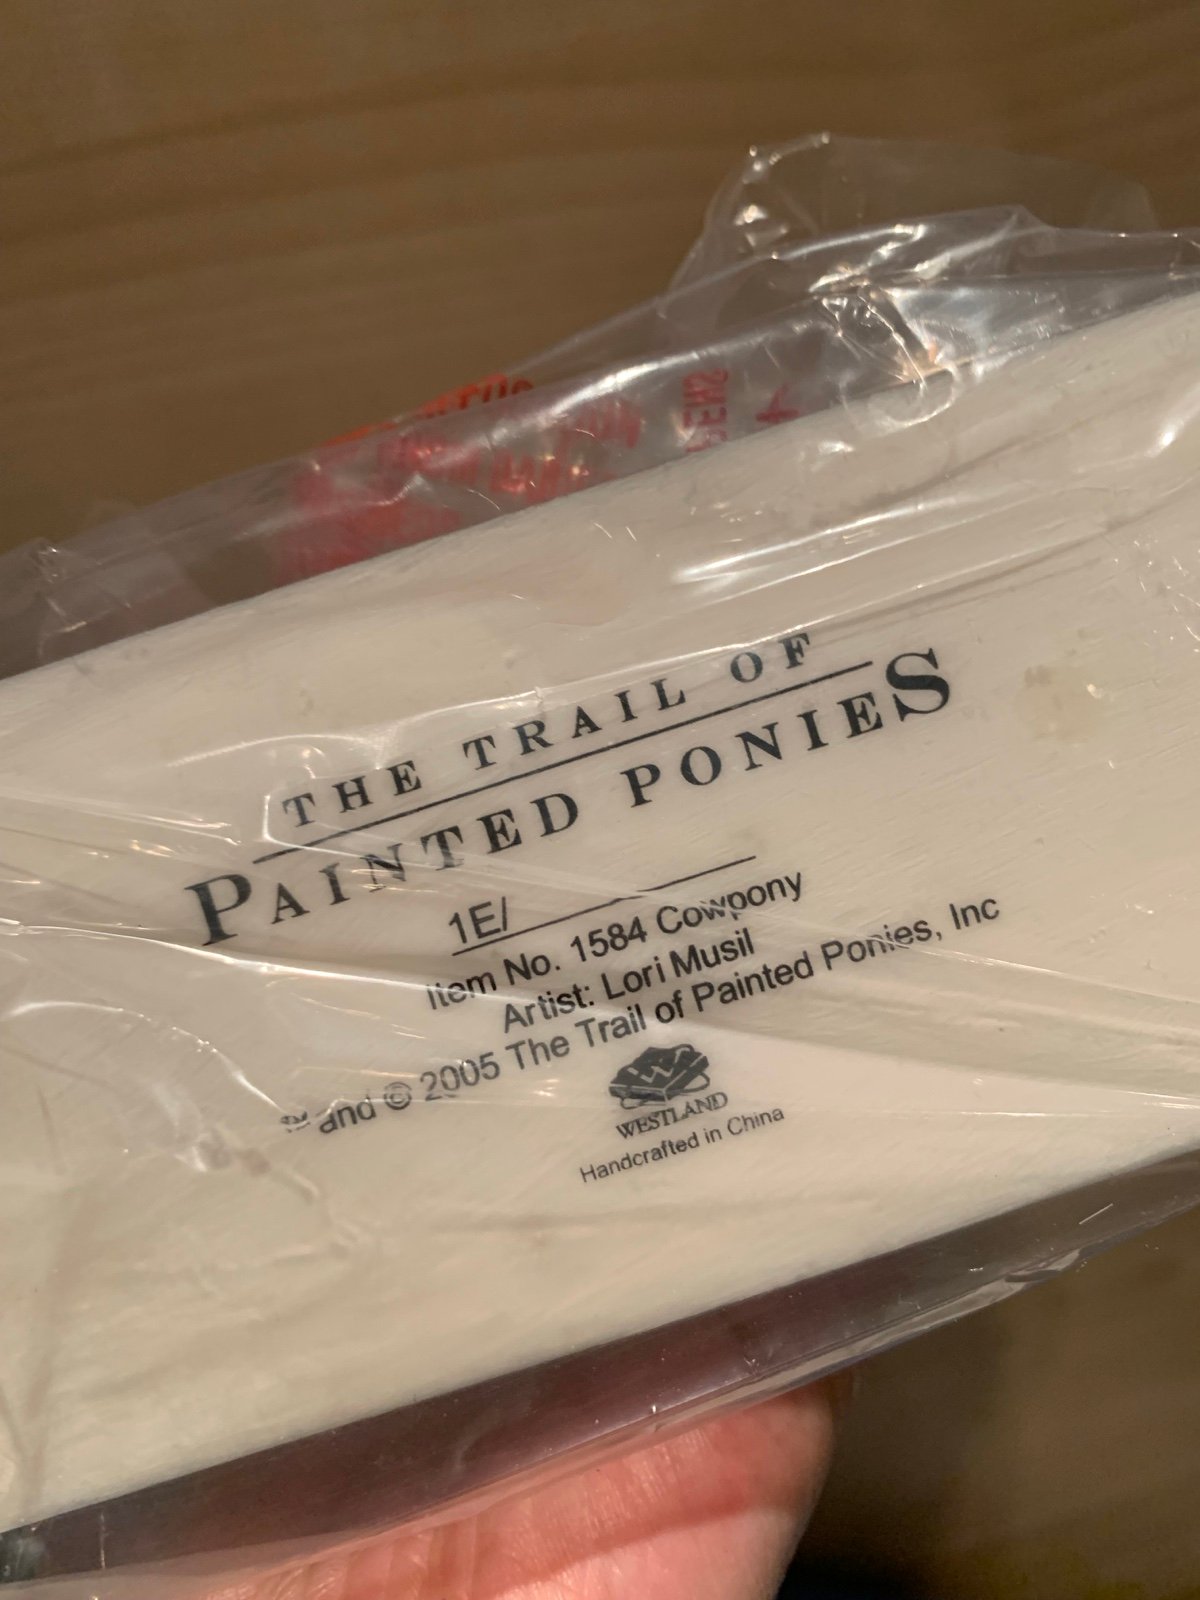 THE TRAIL OF
PAINTED PONIES
1E/
Item No. 1584 Cowpony
Artist: Lori Musil
and © 2005 The Trail of Painted Ponies, Inc
WESTLAND
Handcrafted in China